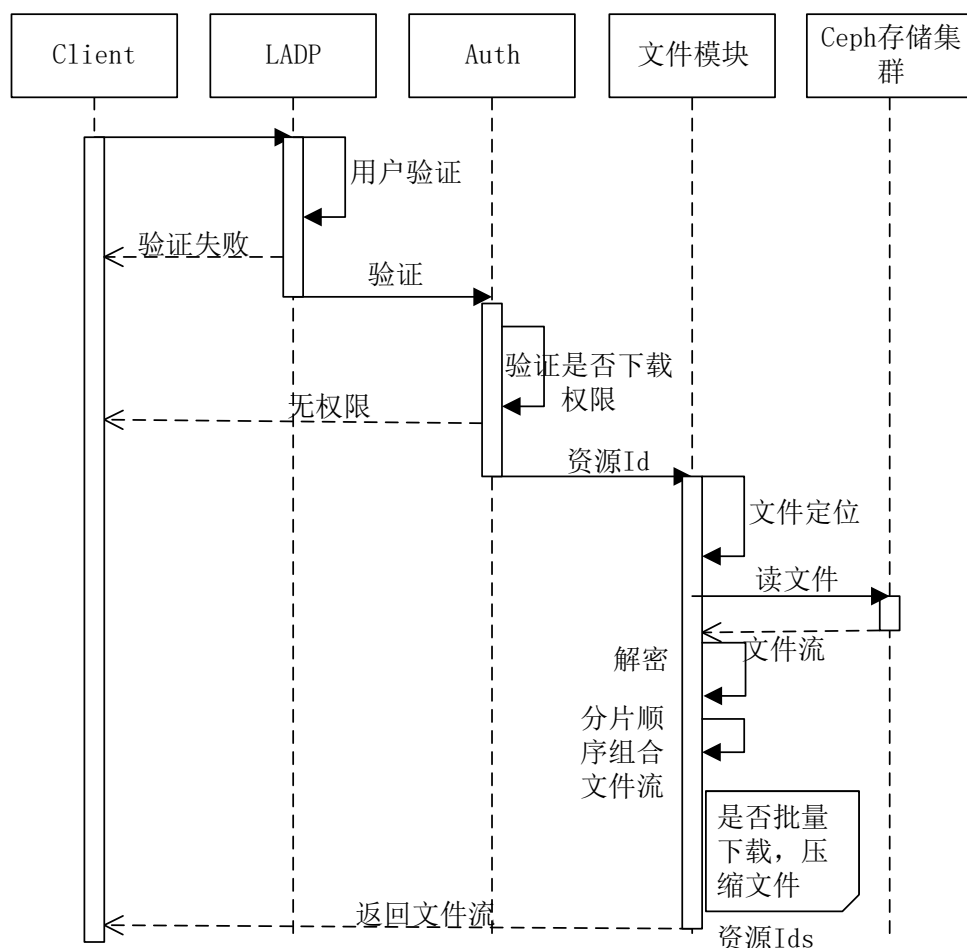 Client
LADP
Auth
文件模块
Ceph存储集
群
用户验证
验证失败
验证
验证是否下载
权限
无权限
资源Id
文件定位
读文件
文件流
解密
分片顺
序组合
文件流
是否批量
下载，压
缩文件
返回文件流
资源Ids